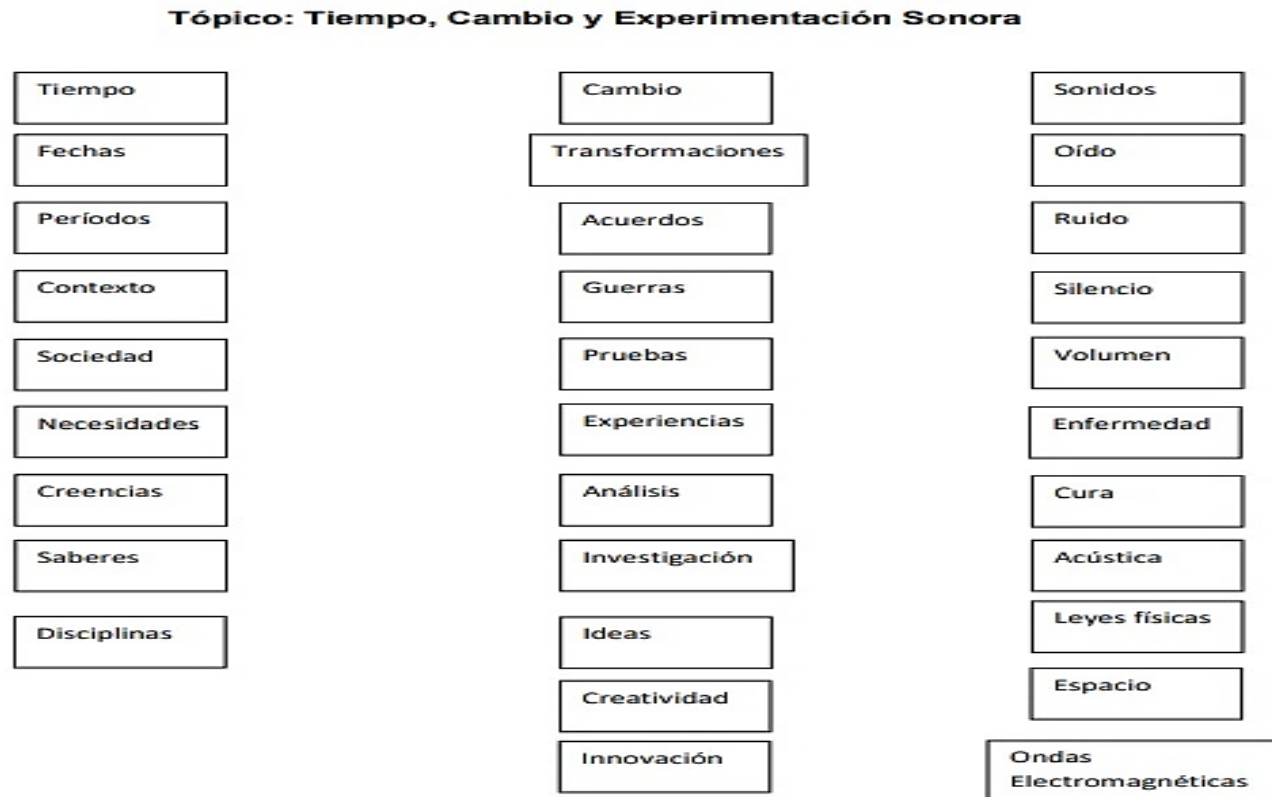 Tópico: Tiempo, Cambio y Experimentación Sonora
Tiempo
Fechas
Períodos
Contexto
Sociedad
Necesidades
Creencias
Saberes
Disciplinas
Cambio
Transformaciones
Acuerdos
Guerras
Pruebas
Experiencias
Análisis
Investigación
Ideas
Creatividad
Innovación
Sonidos
Oído
Ruido
Silencio
Volumen
Enfermedad
Cura
Acústica
Leyes físicas
Espacio
Ondas
Electromagnéticas